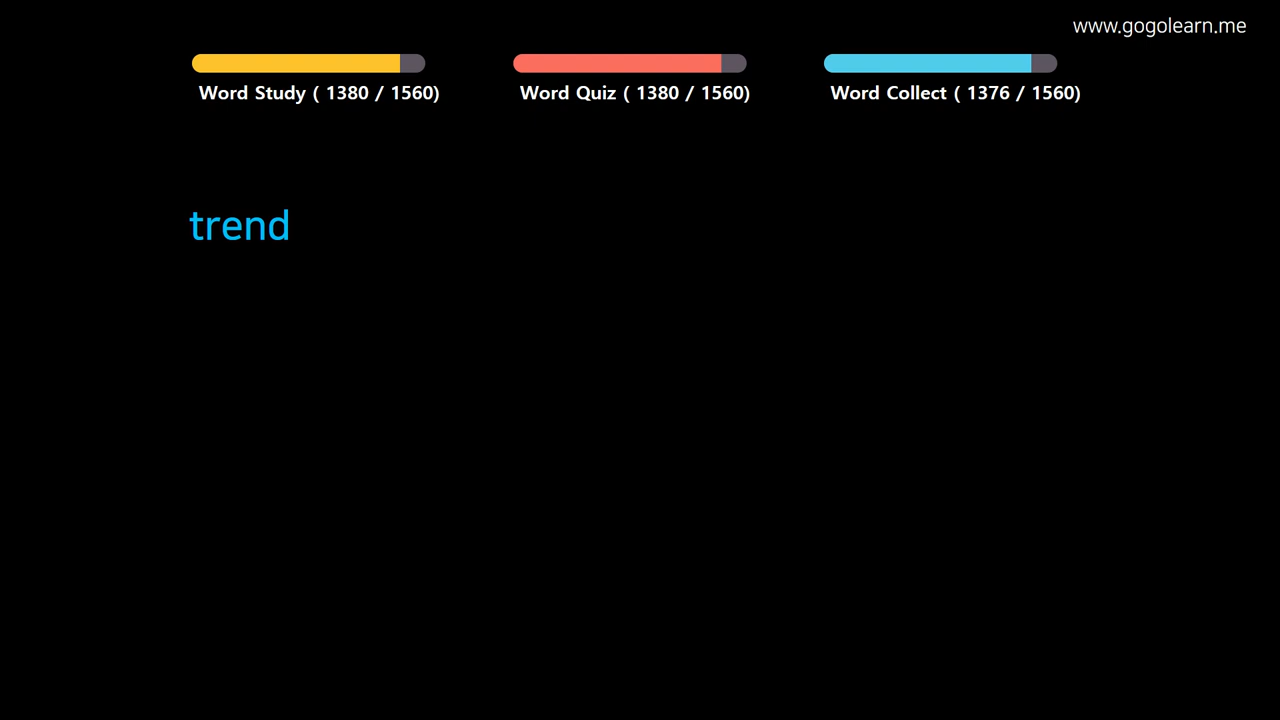 www.gogolearn.me
Word Study ( 1380 / 1560)
Word Quiz ( 1380 / 1560)
Word Collect ( 1376 / 1560)
trend